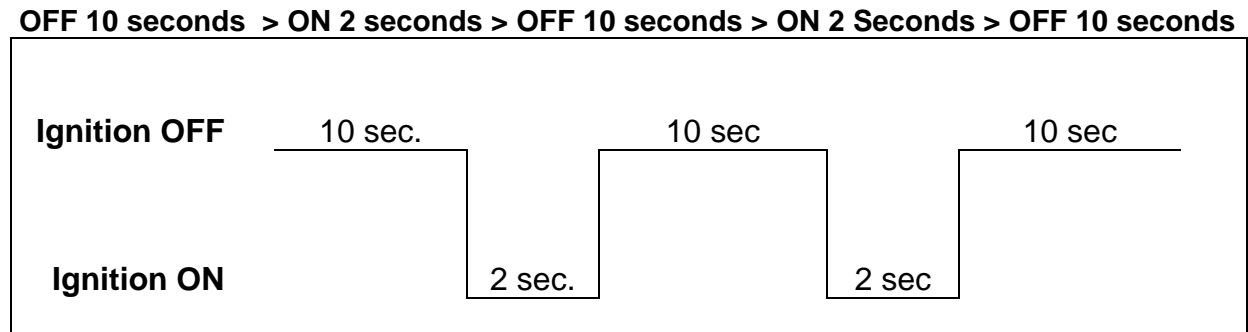 OFF 10 seconds > ON 2 seconds > OFF 10 seconds > ON 2 Seconds > OFF 10 seconds
Ignition OFF 10 sec. 10 sec 10 sec
Ignition ON 2 sec. 2 sec